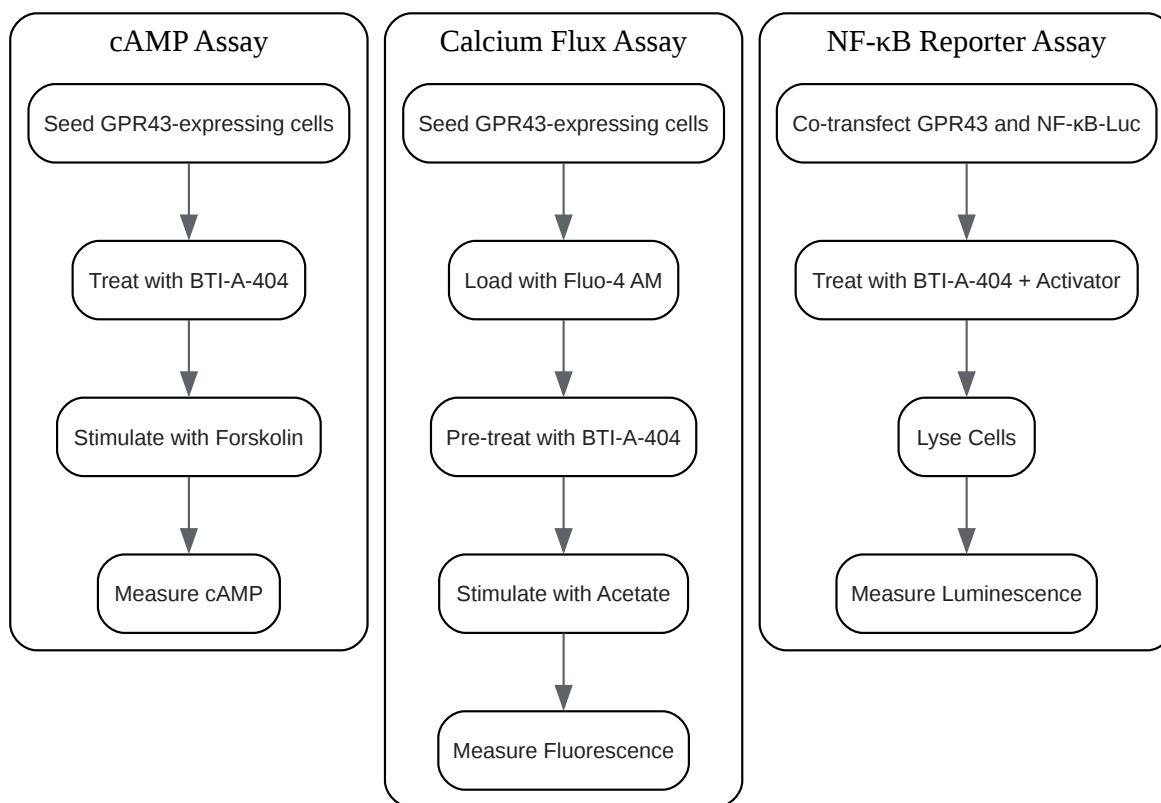 cAMP Assay
Seed GPR43-expressing cells
Treat with BTI-A-404
Stimulate with Forskolin
Measure cAMP
Calcium Flux Assay
Seed GPR43-expressing cells
Load with Fluo-4 AM
Pre-treat with BTI-A-404
Stimulate with Acetate
Measure Fluorescence
NF-κB Reporter Assay
Co-transfect GPR43 and NF-κB-Luc
Treat with BTI-A-404 + Activator
Lyse Cells
Measure Luminescence